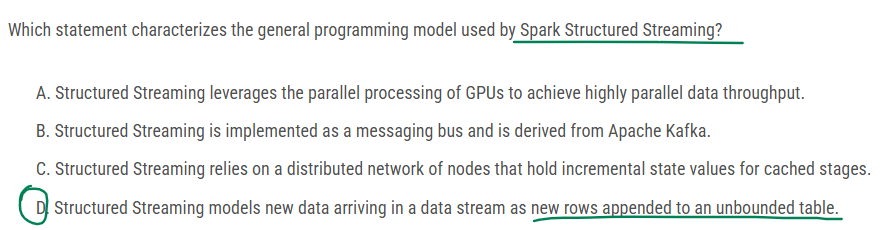 Which statement characterizes the general programming model used by Spark Structured Streaming?
A. Structured Streaming leverages the parallel processing of GPUs to achieve highly parallel data throughput.
B. Structured Streaming is implemented as a messaging bus and is derived from Apache Kafka.
C. Structured Streaming relies on a distributed network of nodes that hold incremental state values for cached stages.
D. Structured Streaming models new data arriving in a data stream as new rows appended to an unbounded table.